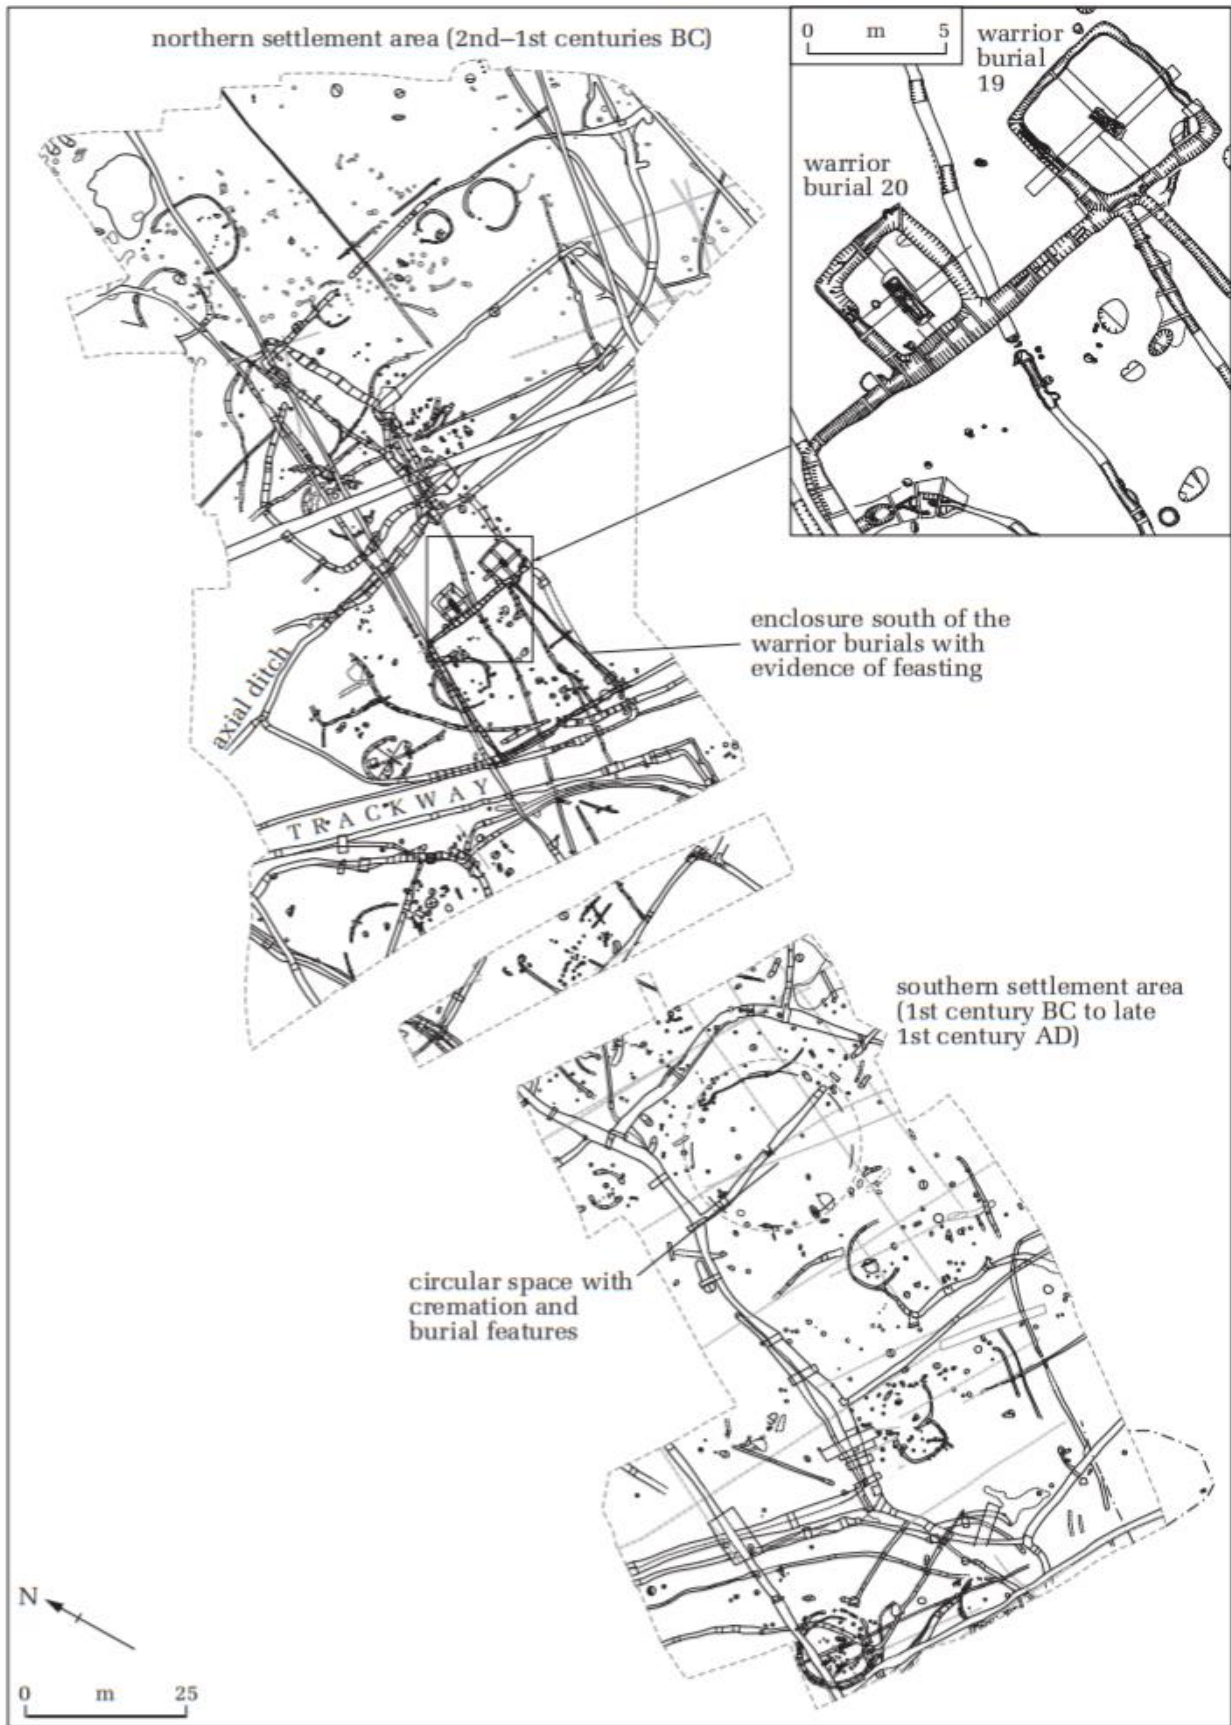 northern settlement area (2nd–1st centuries BC)
0 m 5
warrior
burial
19
warrior
burial 20
enclosure south of the
warrior burials with
evidence of feasting
axial ditch
TRACKWAY
southern settlement area
(1st century BC to late
1st century AD)
circular space with
cremation and
burial features
N
0 m 25